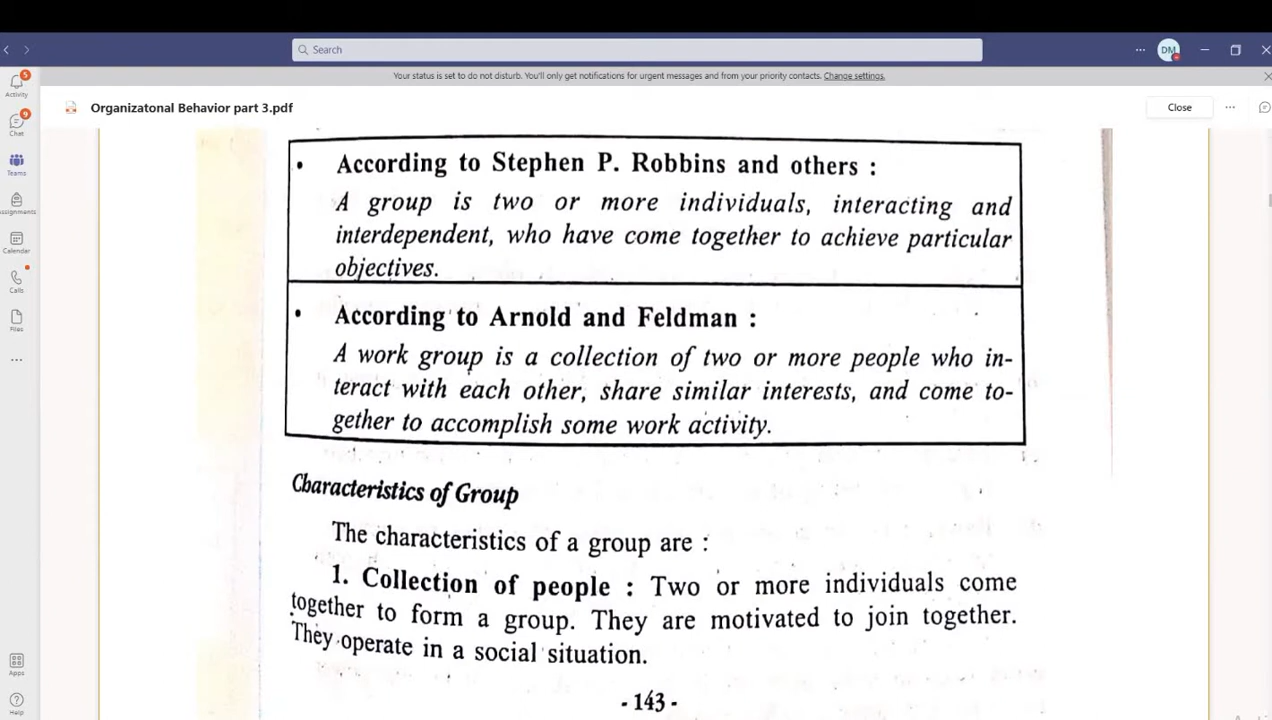 Search
DM
Your status is set to do not disturb. You'll only get notifications for urgent messages and from your priority contacts. Change settings.
5
Activity
Organizatonal Behavior part 3.pdf
Close
9
Chat
Teams
Assignments
Calendar
Calls
Files
Apps
Help
• According to Stephen P. Robbins and others :
A group is two or more individuals, interacting and
interdependent, who have come together to achieve particular
objectives.
• According to Arnold and Feldman :
A work group is a collection of two or more people who in-
teract with each other, share similar interests, and come to-
gether to accomplish some work activity.
Characteristics of Group
The characteristics of a group are :
1. Collection of people : Two or more individuals come
together to form a group. They are motivated to join together.
They operate in a social situation.
- 143 -